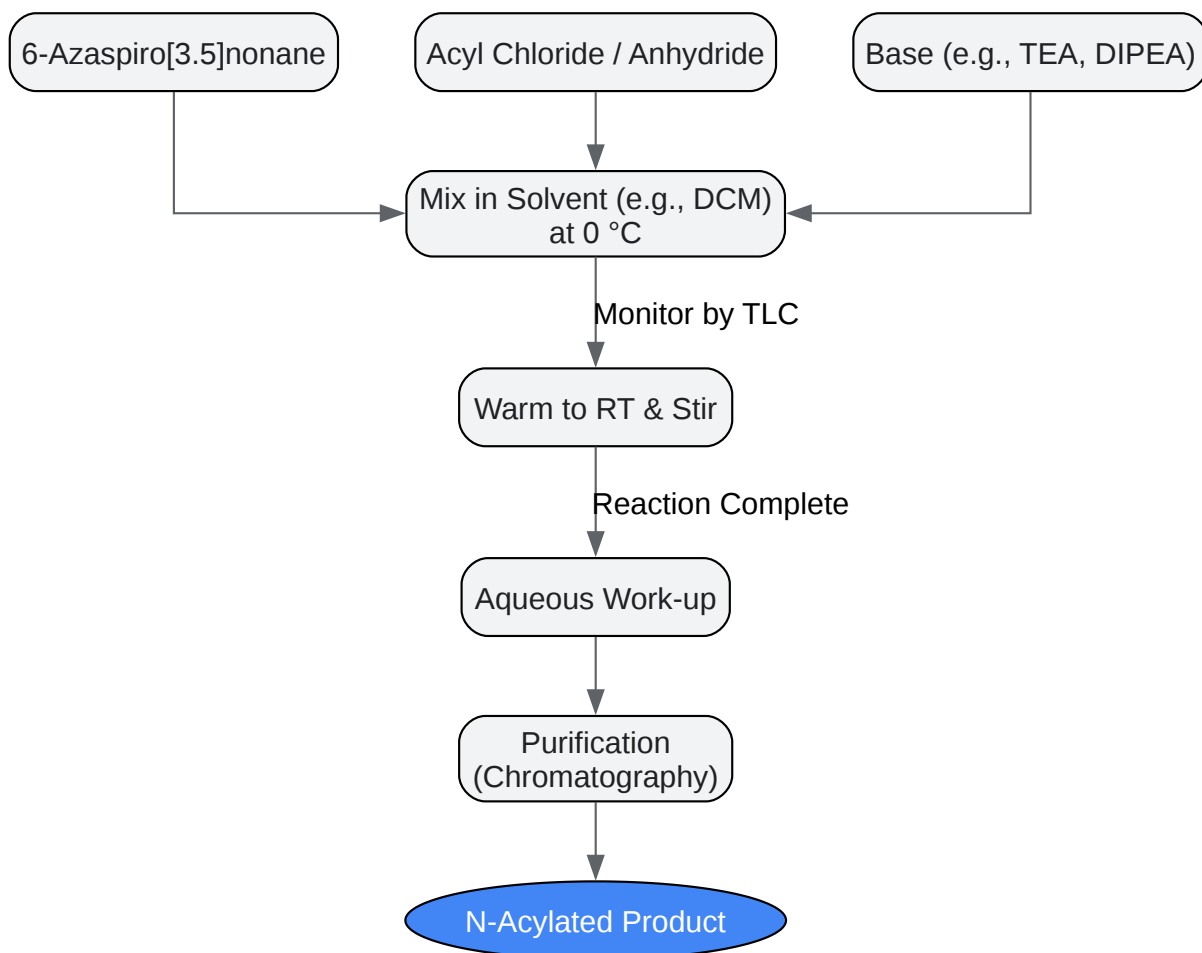 6-Azaspiro[3.5]nonane
Acyl Chloride / Anhydride
Base (e.g., TEA, DIPEA)
Mix in Solvent (e.g., DCM)
at 0 °C
Monitor by TLC
Warm to RT & Stir
Reaction Complete
Aqueous Work-up
Purification
(Chromatography)
N-Acylated Product